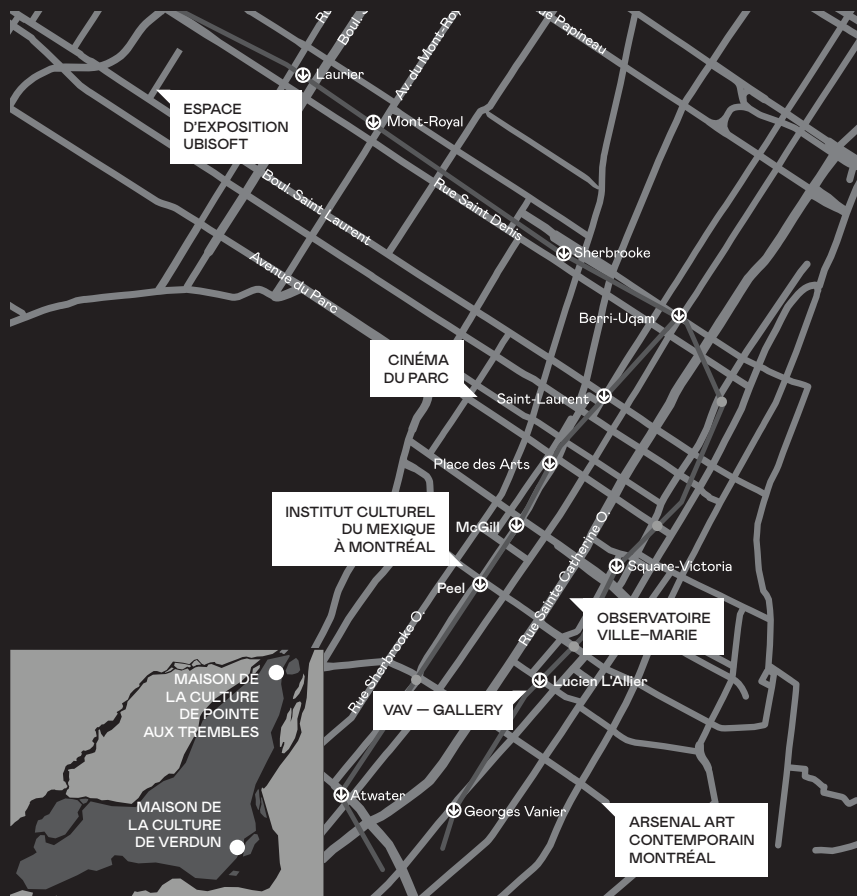 Ru
Boul. S
Av. du Mont-Roy
ue Papineau
Laurier
ESPACE
D'EXPOSITION
UBISOFT
Mont-Royal
Boul. Saint Laurent
Rue Saint Denis
Avenue du Parc
Sherbrooke
Berri-Uqam
CINÉMA
DU PARC
Saint-Laurent
Place des Arts
INSTITUT CULTUREL
DU MEXIQUE
À MONTRÉAL
McGill
Rue Sainte Catherine O.
Square-Victoria
Peel
OBSERVATOIRE
VILLE–MARIE
Rue Sherbrooke O.
Lucien L'Allier
VAV — GALLERY
MAISON DE
LA CULTURE
DE POINTE
AUX TREMBLES
Atwater
Georges Vanier
MAISON DE
LA CULTURE
DE VERDUN
ARSENAL ART
CONTEMPORAIN
MONTRÉAL